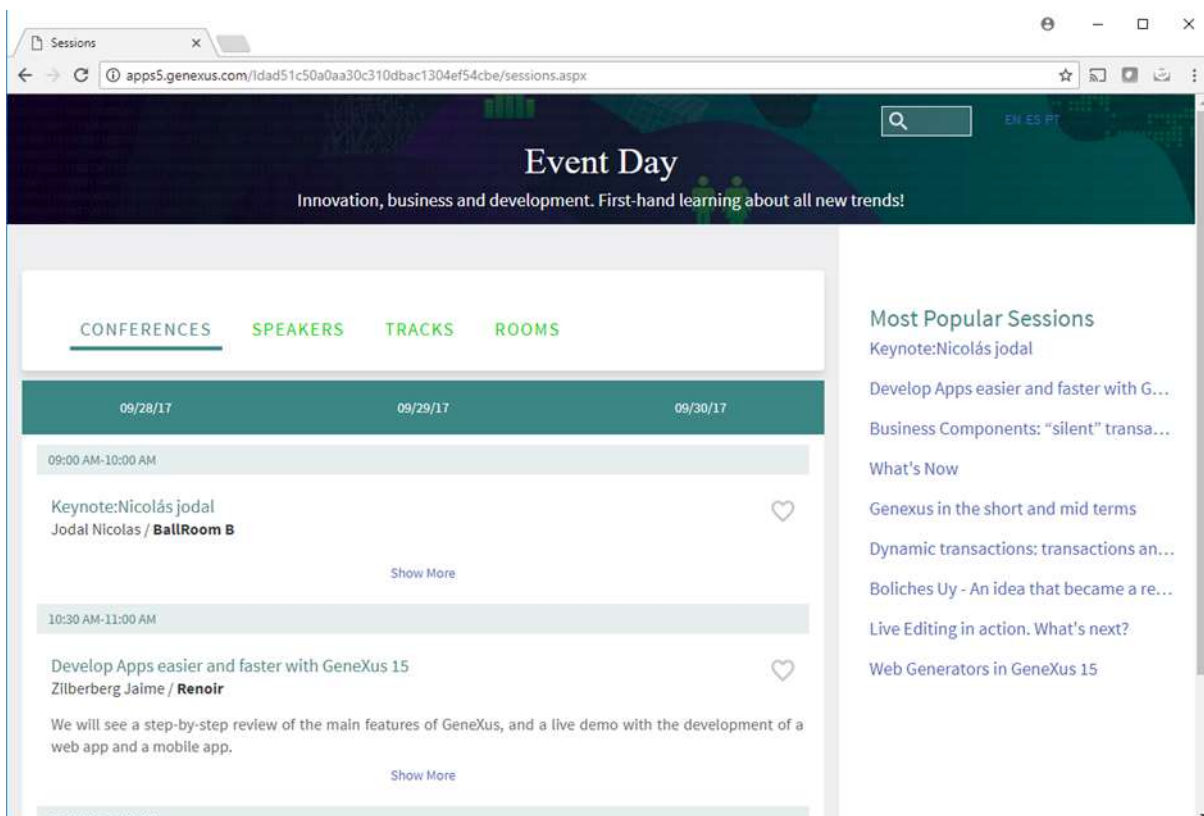 Sessions
apps5.genexus.com/Idad51c50a0aa30c310dbac1304ef54cbe/sessions.aspx
EN ES PT
Event Day
Innovation, business and development. First-hand learning about all new trends!
CONFERENCES SPEAKERS TRACKS ROOMS
09/28/17 09/29/17 09/30/17
09:00 AM-10:00 AM
Keynote:Nicolás jodal
Jodal Nicolas / BallRoom B
Show More
10:30 AM-11:00 AM
Develop Apps easier and faster with GeneXus 15
Zilberberg Jaime / Renoir
We will see a step-by-step review of the main features of GeneXus, and a live demo with the development of a
web app and a mobile app.
Show More
Most Popular Sessions
Keynote:Nicolás jodal
Develop Apps easier and faster with G...
Business Components: “silent” transa...
What's Now
Genexus in the short and mid terms
Dynamic transactions: transactions an...
Boliches Uy - An idea that became a re...
Live Editing in action. What's next?
Web Generators in GeneXus 15